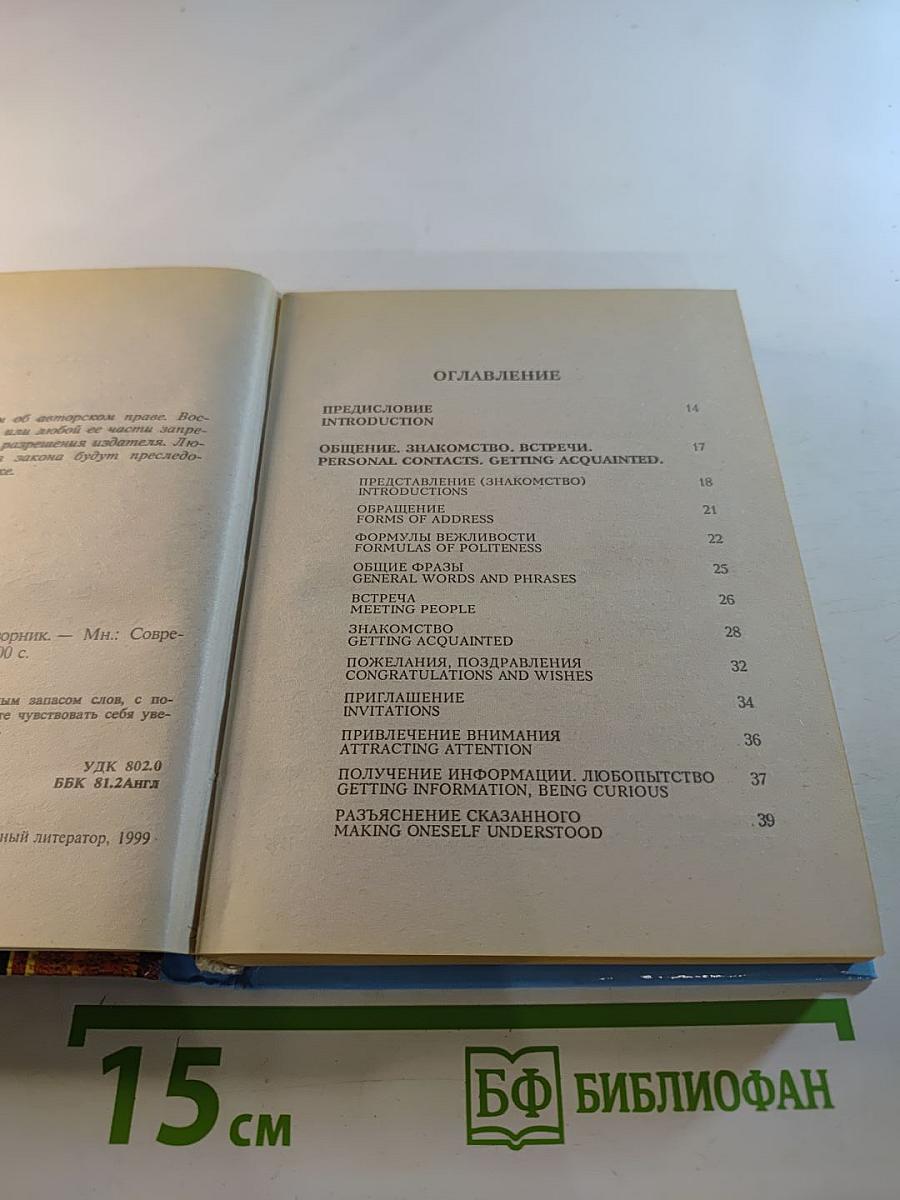 м об авторском праве. Вос-
или любой ее части запре-
разрешения издателя. Лю-
закона будут преследо-
орник. — Мн.: Совре-
00 с.
ым запасом слов, с по-
те чувствовать себя уве-
УДК 802.0
ББК 81.2Англ
ный литератор, 1999
ОГЛАВЛЕНИЕ
ПРЕДИСЛОВИЕ 14
INTRODUCTION
ОБЩЕНИЕ. ЗНАКОМСТВО. ВСТРЕЧИ. 17
PERSONAL CONTACTS. GETTING ACQUAINTED.
ПРЕДСТАВЛЕНИЕ (ЗНАКОМСТВО) 18
INTRODUCTIONS
ОБРАЩЕНИЕ 21
FORMS OF ADDRESS
ФОРМУЛЫ ВЕЖЛИВОСТИ 22
FORMULAS OF POLITENESS
ОБЩИЕ ФРАЗЫ 25
GENERAL WORDS AND PHRASES
ВСТРЕЧА 26
MEETING PEOPLE
ЗНАКОМСТВО 28
GETTING ACQUAINTED
ПОЖЕЛАНИЯ, ПОЗДРАВЛЕНИЯ 32
CONGRATULATIONS AND WISHES
ПРИГЛАШЕНИЕ 34
INVITATIONS
ПРИВЛЕЧЕНИЕ ВНИМАНИЯ 36
ATTRACTING ATTENTION
ПОЛУЧЕНИЕ ИНФОРМАЦИИ. ЛЮБОПЫТСТВО 37
GETTING INFORMATION, BEING CURIOUS
РАЗЪЯСНЕНИЕ СКАЗАННОГО 39
MAKING ONESELF UNDERSTOOD
15 см
БФ БИБЛИОФАН